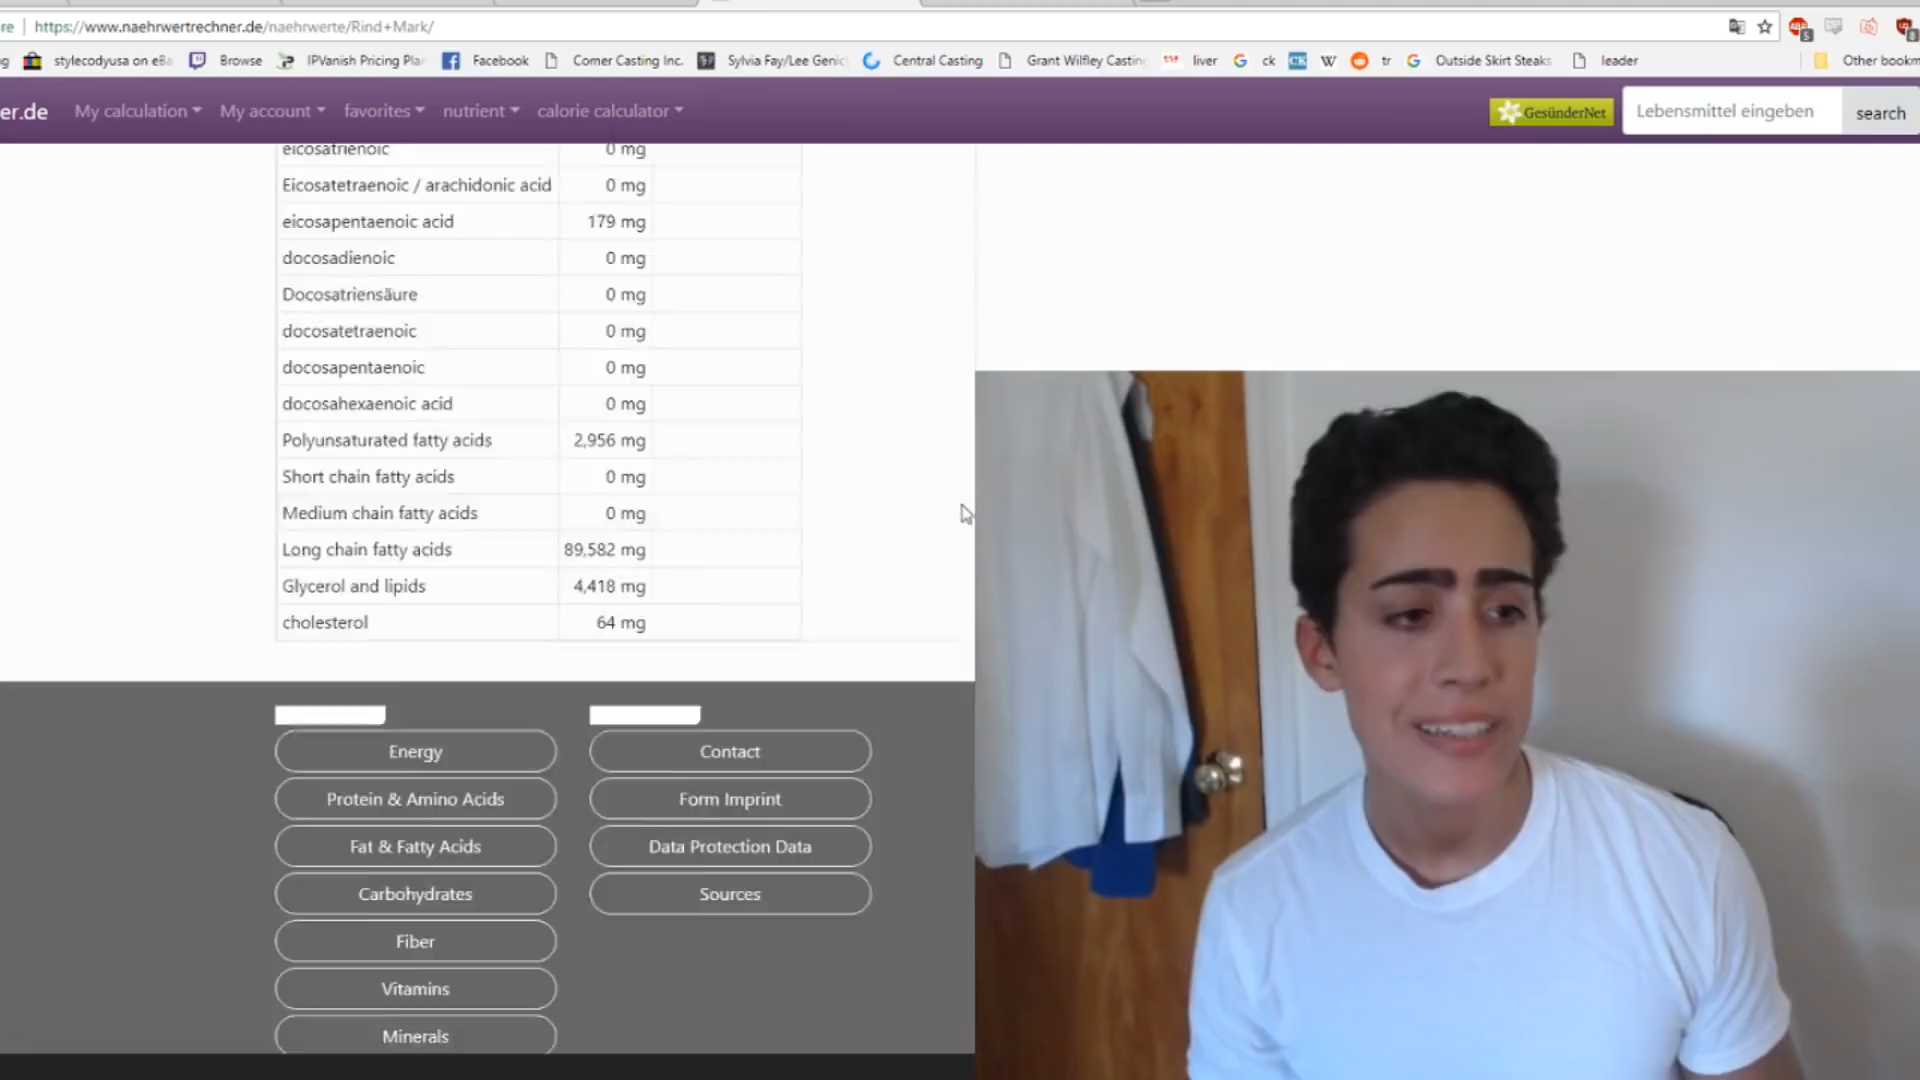 re https://www.naehrwertrechner.de/naehrwerte/Rind+Mark/
stylecodyusa on eBa Browse IPVanish Pricing Plan Facebook Comer Casting Inc. Sylvia Fay/Lee Genic Central Casting Grant Wilfley Casting liver ck tr Outside Skirt Steaks leader Other bookm
er.de My calculation My account favorites nutrient calorie calculator GesünderNet Lebensmittel eingeben search
eicosatrienoic 0 mg
Eicosatetraenoic / arachidonic acid 0 mg
eicosapentaenoic acid 179 mg
docosadienoic 0 mg
Docosatriensäure 0 mg
docosatetraenoic 0 mg
docosapentaenoic 0 mg
docosahexaenoic acid 0 mg
Polyunsaturated fatty acids 2,956 mg
Short chain fatty acids 0 mg
Medium chain fatty acids 0 mg
Long chain fatty acids 89,582 mg
Glycerol and lipids 4,418 mg
cholesterol 64 mg
Energy Contact
Protein & Amino Acids Form Imprint
Fat & Fatty Acids Data Protection Data
Carbohydrates Sources
Fiber
Vitamins
Minerals